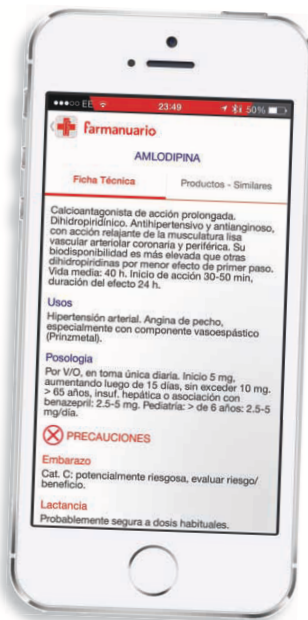 EE 23:49 50%
farmanuario
AMLODIPINA
Ficha Técnica Productos - Similares
Calcioantagonista de acción prolongada.
Dihidropiridínico. Antihipertensivo y antianginoso,
con acción relajante de la musculatura lisa
vascular arteriolar coronaria y periférica. Su
biodisponibilidad es más elevada que otras
dihidropiridinas por menor efecto de primer paso.
Vida media: 40 h. Inicio de acción 30-50 min,
duración del efecto 24 h.
Usos
Hipertensión arterial. Angina de pecho,
especialmente con componente vasoespástico
(Prinzmetal).
Posología
Por V/O, en toma única diaria. Inicio 5 mg,
aumentando luego de 15 días, sin exceder 10 mg.
> 65 años, insuf. hepática o asociación con
benazepril: 2.5-5 mg. Pediatría: > de 6 años: 2.5-5
mg/día.
PRECAUCIONES
Embarazo
Cat. C: potencialmente riesgosa, evaluar riesgo/
beneficio.
Lactancia
Probablemente segura a dosis habituales.